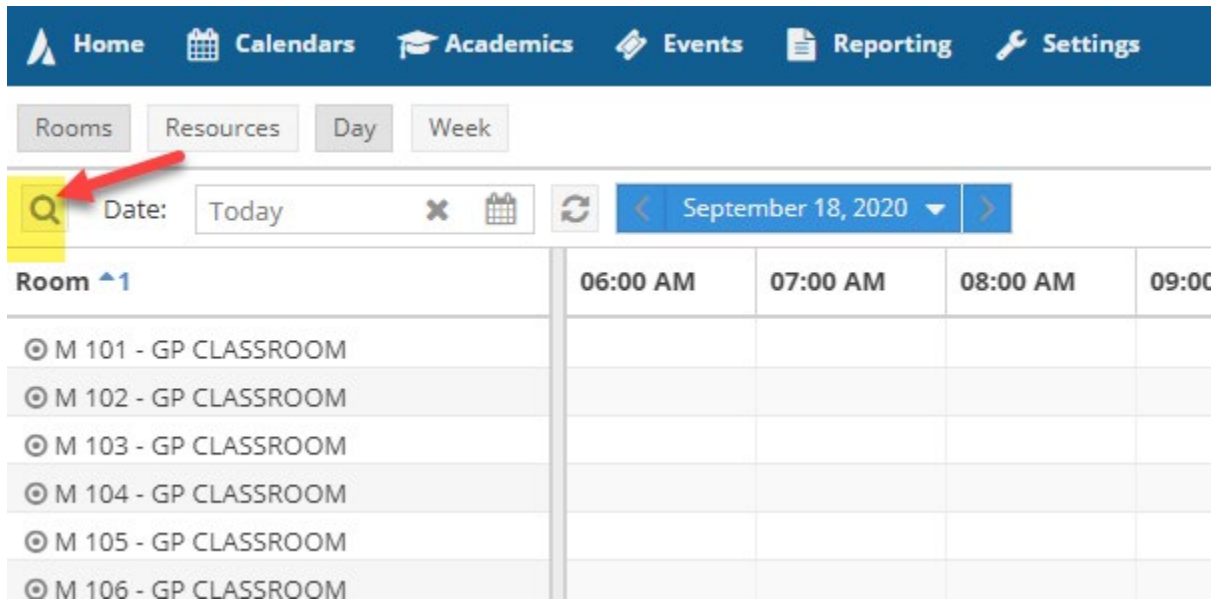 Home Calendars Academics Events Reporting Settings
Rooms Resources Day Week
Date: Today September 18, 2020
Room 1 06:00 AM 07:00 AM 08:00 AM 09:00
M 101 - GP CLASSROOM
M 102 - GP CLASSROOM
M 103 - GP CLASSROOM
M 104 - GP CLASSROOM
M 105 - GP CLASSROOM
M 106 - GP CLASSROOM